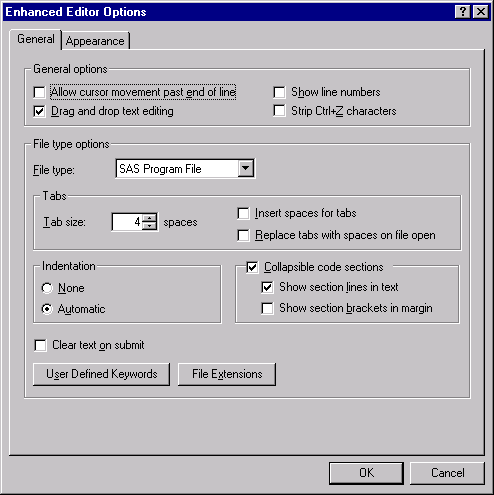 Enhanced Editor Options
General Appearance
General options
Allow cursor movement past end of line
Show line numbers
Drag and drop text editing
Strip Ctrl+Z characters
File type options
File type: SAS Program File
Tabs
Tab size: 4 spaces
Insert spaces for tabs
Replace tabs with spaces on file open
Indentation
None
Automatic
Collapsible code sections
Show section lines in text
Show section brackets in margin
Clear text on submit
User Defined Keywords File Extensions
OK Cancel